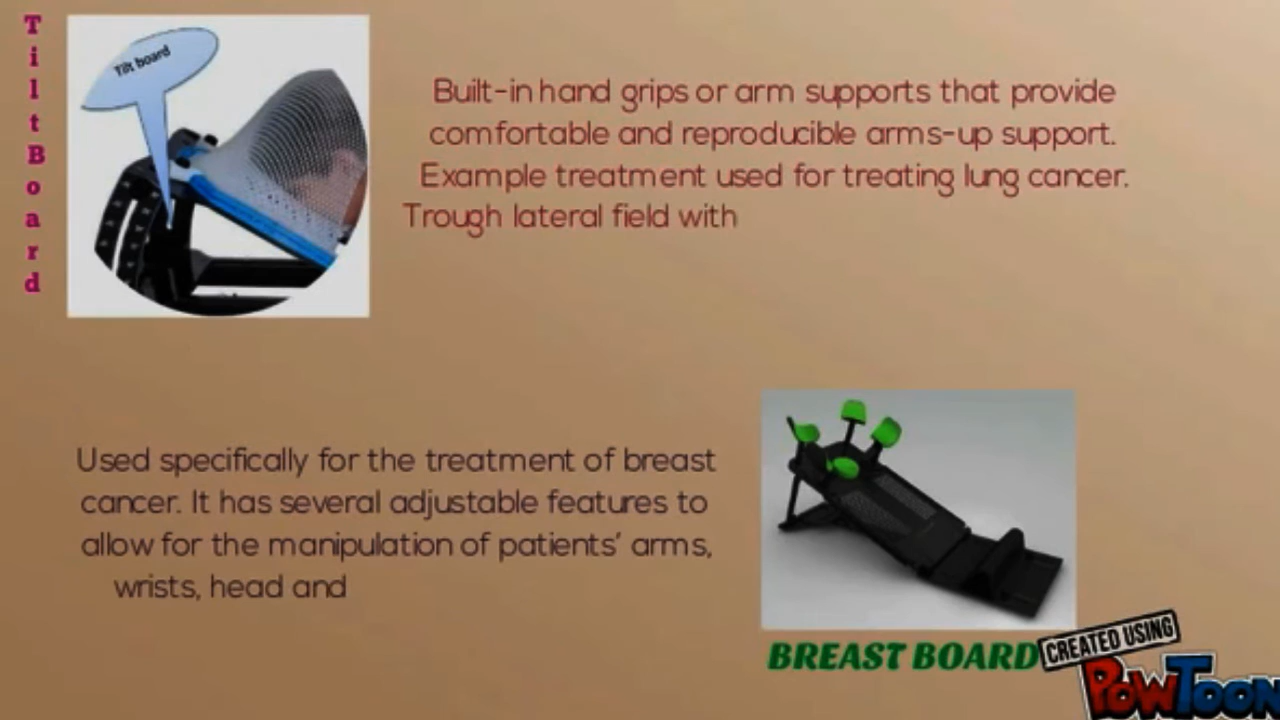 TiltBoard
Tilt board
Built-in hand grips or arm supports that provide
comfortable and reproducible arms-up support.
Example treatment used for treating lung cancer.
Trough lateral field with
Used specifically for the treatment of breast
cancer. It has several adjustable features to
allow for the manipulation of patients’ arms,
wrists, head and
BREAST BOARD
CREATED USING
POWTOON